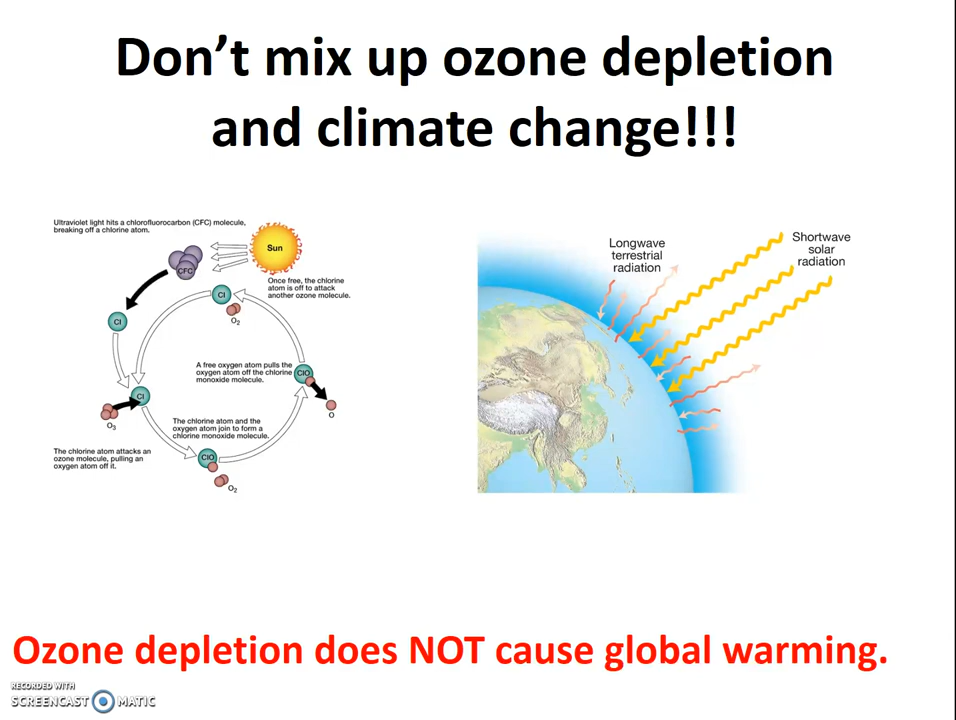 Don't mix up ozone depletion
and climate change!!!
Ultraviolet light hits a chlorofluorocarbon (CFC) molecule,
breaking off a chlorine atom.
Sun
CFC
Once free, the chlorine
atom is off to attack
another ozone molecule.
Cl
O2
Cl
A free oxygen atom pulls the
oxygen atom off the chlorine
monoxide molecule.
ClO
O
Cl
O3
The chlorine atom and the
oxygen atom join to form a
chlorine monoxide molecule.
The chlorine atom attacks an
ozone molecule, pulling an
oxygen atom off it.
ClO
O2
Longwave
terrestrial
radiation
Shortwave
solar
radiation
Ozone depletion does NOT cause global warming.
RECORDED WITH
SCREENCAST MATIC